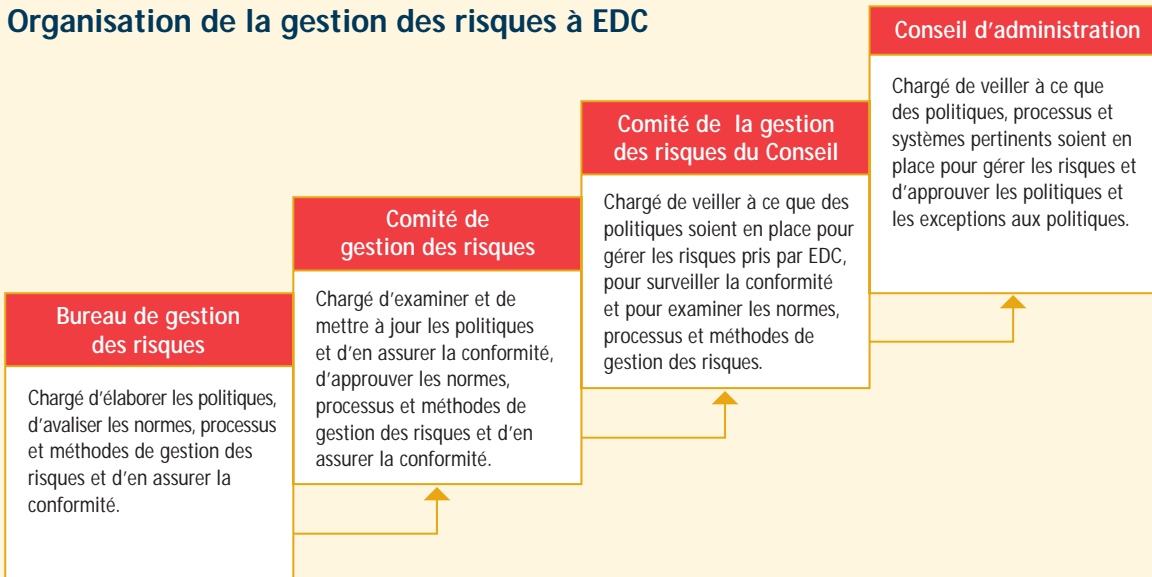 Organisation de la gestion des risques à EDC
Conseil d'administration
Chargé de veiller à ce que
des politiques, processus et
systèmes pertinents soient en
place pour gérer les risques et
d'approuver les politiques et
les exceptions aux politiques.
Comité de la gestion
des risques du Conseil
Chargé de veiller à ce que des
politiques soient en place pour
gérer les risques pris par EDC,
pour surveiller la conformité
et pour examiner les normes,
processus et méthodes de
gestion des risques.
Comité de
gestion des risques
Chargé d'examiner et de
mettre à jour les politiques
et d'en assurer la conformité,
d'approuver les normes,
processus et méthodes de
gestion des risques et d'en
assurer la conformité.
Bureau de gestion
des risques
Chargé d'élaborer les politiques,
d'avaliser les normes, processus
et méthodes de gestion des
risques et d'en assurer la
conformité.